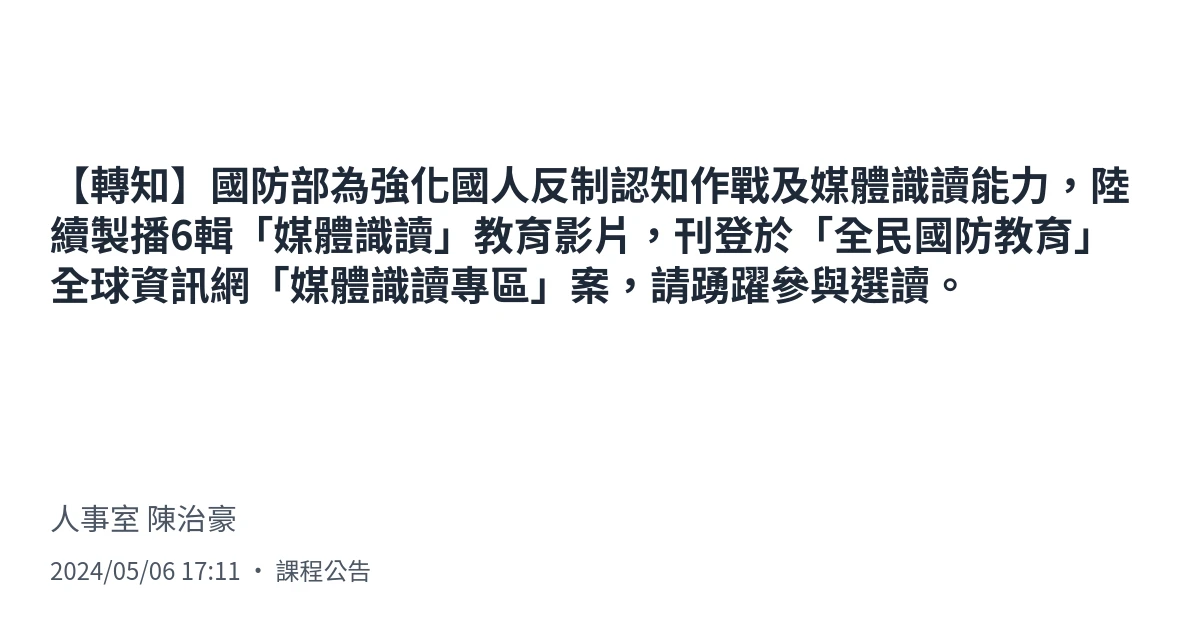 【轉知】國防部為強化國人反制認知作戰及媒體識讀能力，陸
續製播6輯「媒體識讀」教育影片，刊登於「全民國防教育」
全球資訊網「媒體識讀專區」案，請踴躍參與選讀。
人事室 陳治豪
2024/05/06 17:11 • 課程公告